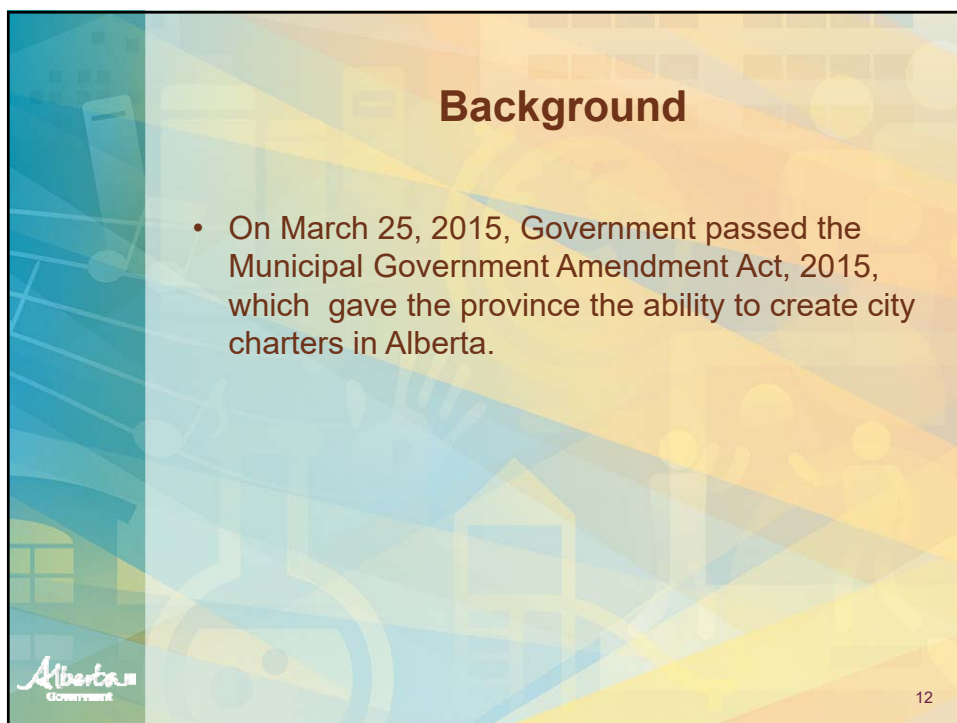 Background
• On March 25, 2015, Government passed the
Municipal Government Amendment Act, 2015,
which  gave the province the ability to create city
charters in Alberta.
Alberta
Government
12